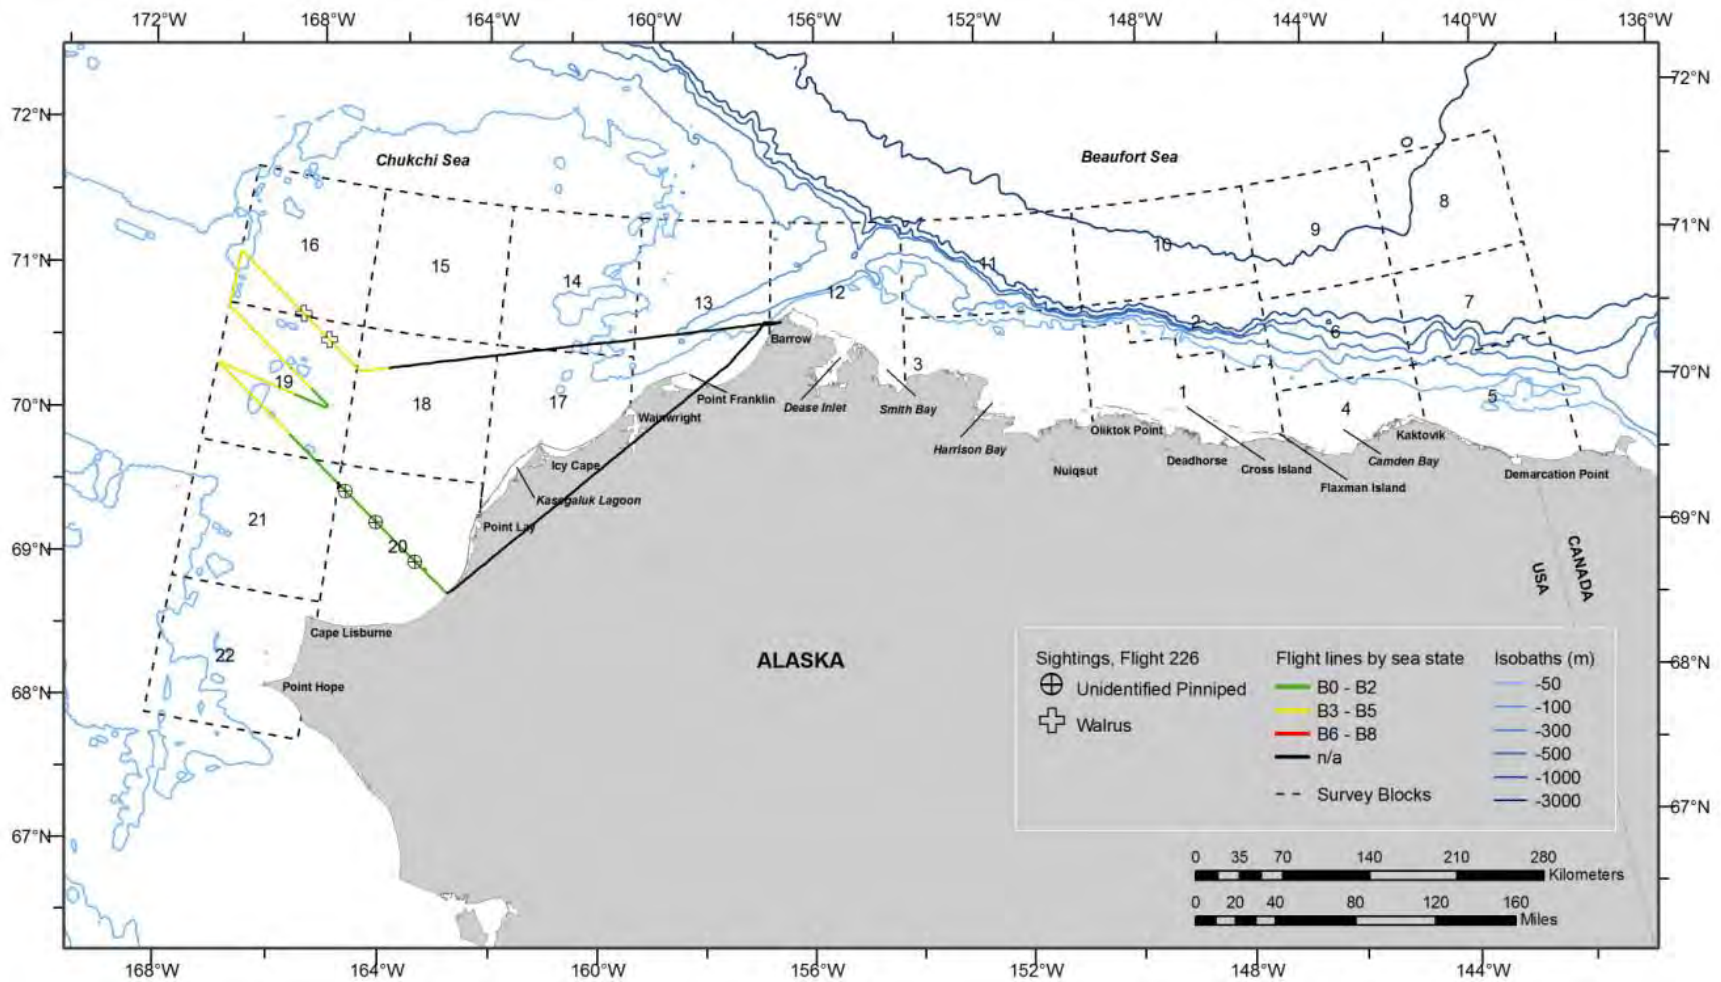 172°W 168°W 164°W 160°W 156°W 152°W 148°W 144°W 140°W 136°W
72°N 72°N
Chukchi Sea Beaufort Sea
71°N 71°N
16 15 14 13 12 11 10 9 8
7
6
2
70°N 70°N
19 18 17 3 1 4 5
Barrow
Point Franklin
Wainwright
Dease Inlet
Smith Bay
Harrison Bay
Oliktok Point
Nuiqsut
Deadhorse
Cross Island
Flaxman Island
Camden Bay
Kaktovik
Demarcation Point
Icy Cape
Kasegaluk Lagoon
Point Lay
69°N 69°N
21 20
Cape Lisburne
22
Point Hope
68°N 68°N
ALASKA
USA
CANADA
67°N 67°N
Sightings, Flight 226
Unidentified Pinniped
Walrus
Flight lines by sea state
B0 - B2
B3 - B5
B6 - B8
n/a
Survey Blocks
Isobaths (m)
-50
-100
-300
-500
-1000
-3000
0 35 70 140 210 280
Kilometers
0 20 40 80 120 160
Miles
168°W 164°W 160°W 156°W 152°W 148°W 144°W